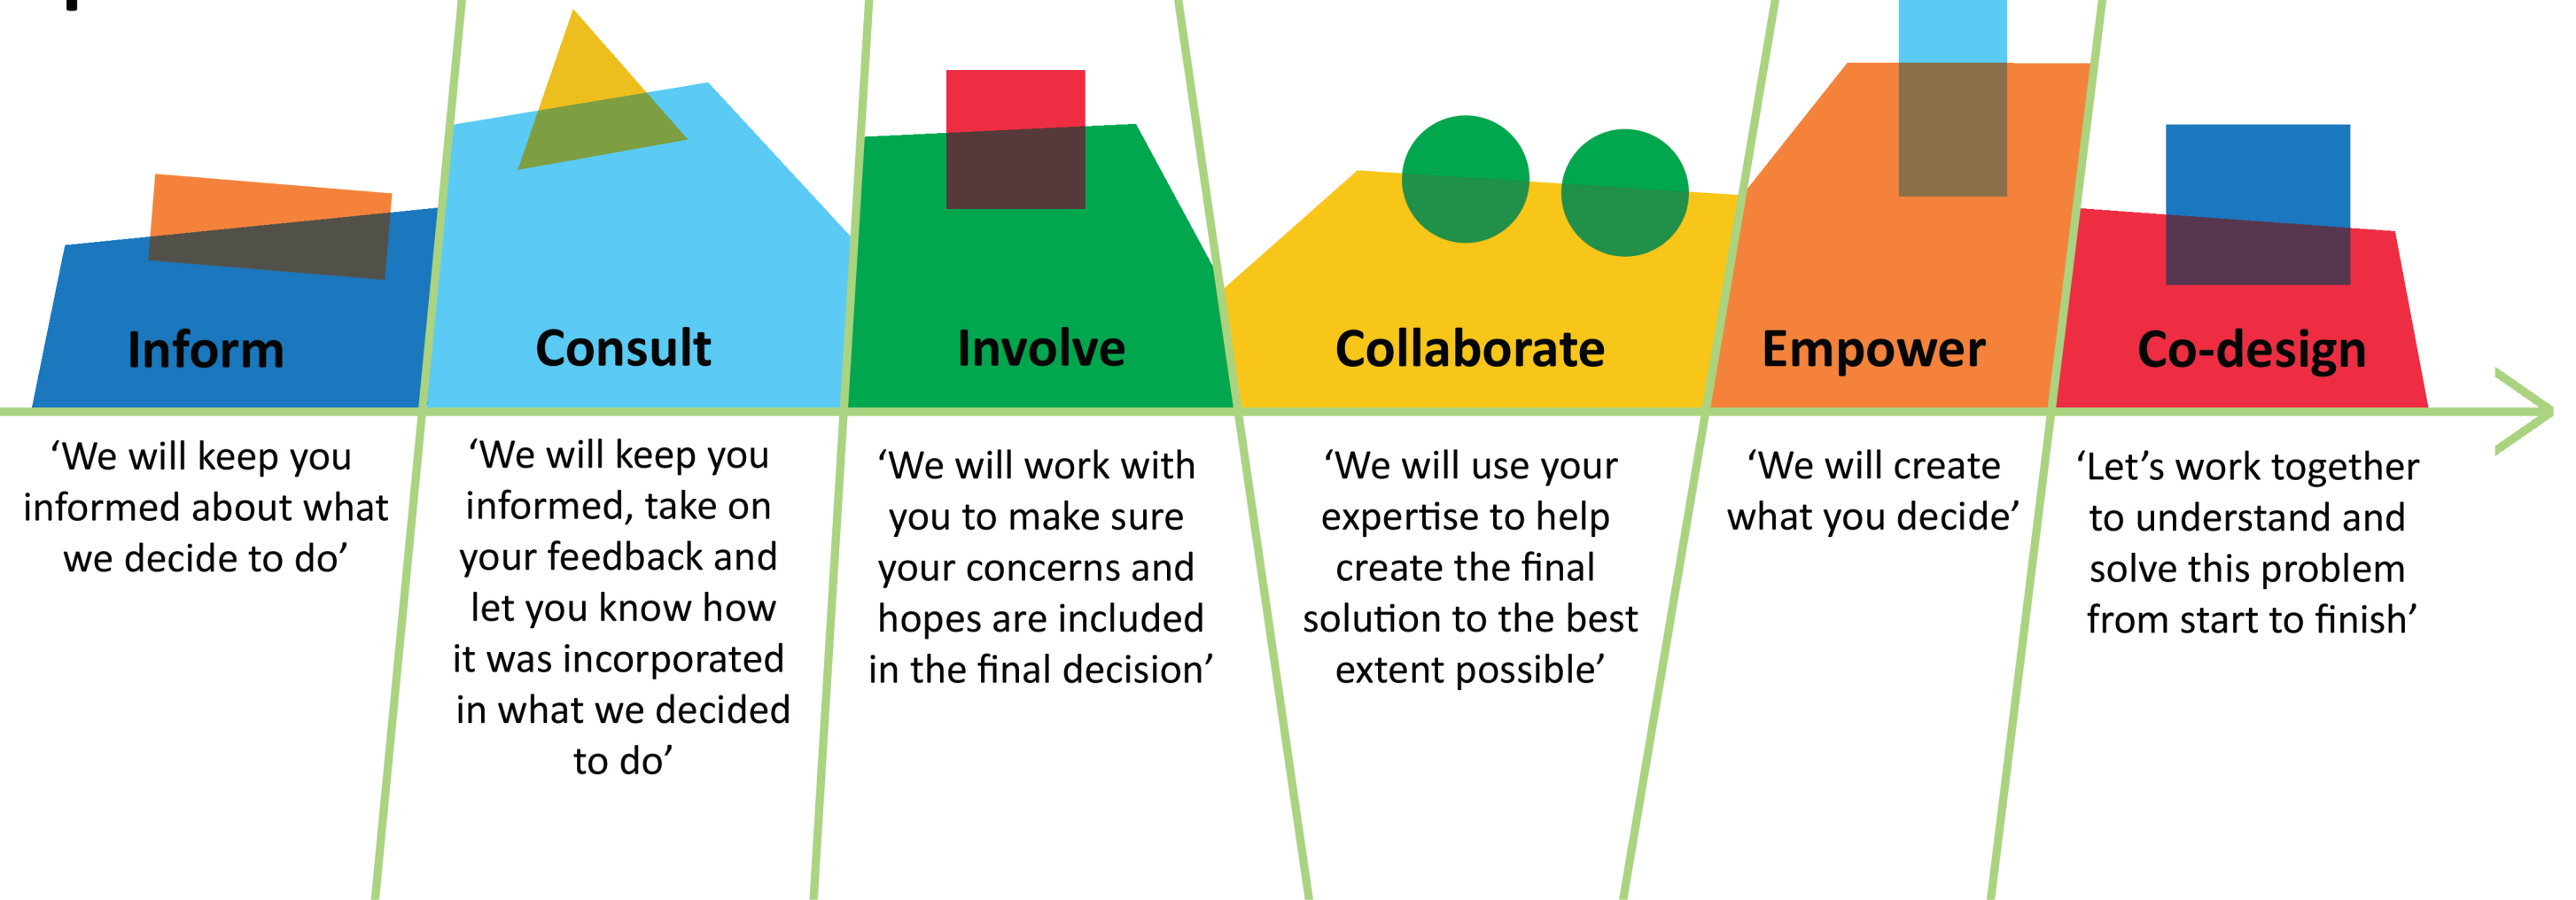 Inform
‘We will keep you
informed about what
we decide to do’
Consult
‘We will keep you
informed, take on
your feedback and
let you know how
it was incorporated
in what we decided
to do’
Involve
‘We will work with
you to make sure
your concerns and
hopes are included
in the final decision’
Collaborate
‘We will use your
expertise to help
create the final
solution to the best
extent possible’
Empower
‘We will create
what you decide’
Co-design
‘Let’s work together
to understand and
solve this problem
from start to finish’